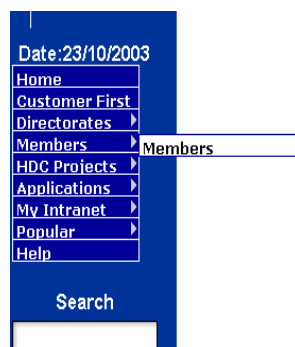 Date:23/10/2003
Home
Customer First
Directorates
Members
Members
HDC Projects
Applications
My Intranet
Popular
Help
Search